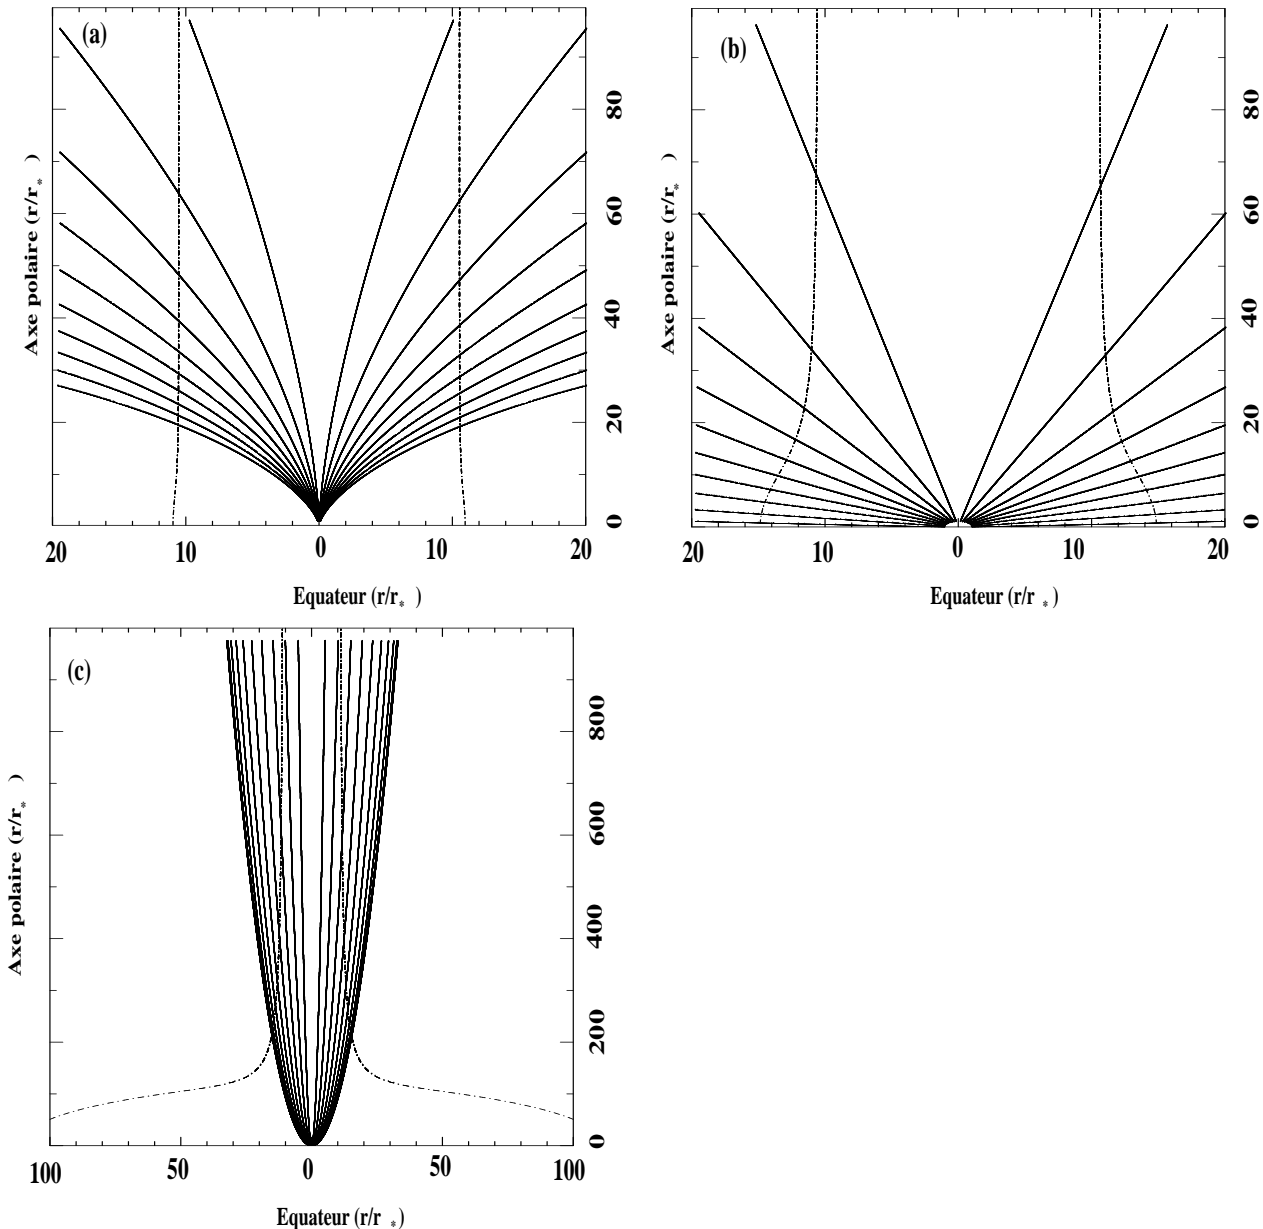 (a)
Axe polaire (r/r* )
80
60
40
20
0
20 10 0 10 20
Equateur (r/r* )
(b)
Axe polaire (r/r* )
80
60
40
20
0
20 10 0 10 20
Equateur (r/r * )
(c)
Axe polaire (r/r* )
800
600
400
200
0
100 50 0 50 100
Equateur (r/r * )